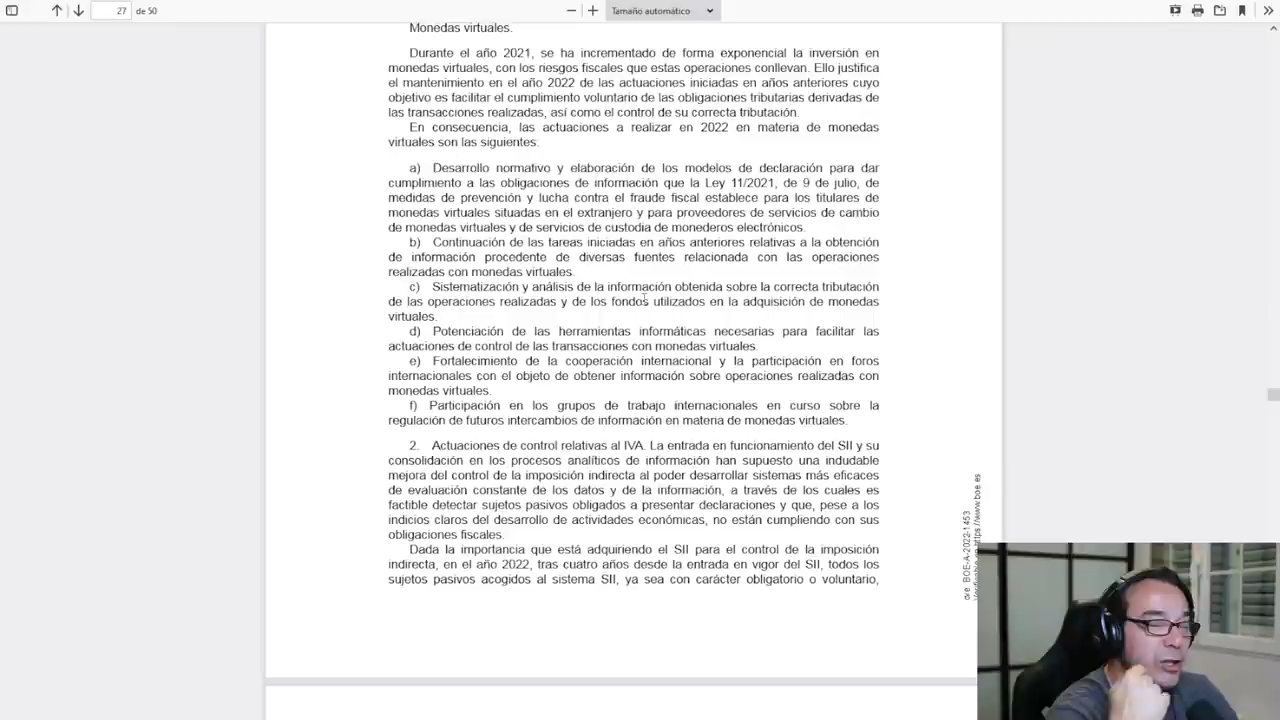 27
de 50
Tamaño automático
Monedas virtuales.
Durante el año 2021, se ha incrementado de forma exponencial la inversión en
monedas virtuales, con los riesgos fiscales que estas operaciones conllevan. Ello justifica
el mantenimiento en el año 2022 de las actuaciones iniciadas en años anteriores cuyo
objetivo es facilitar el cumplimiento voluntario de las obligaciones tributarias derivadas de
las transacciones realizadas, así como el control de su correcta tributación.
En consecuencia, las actuaciones a realizar en 2022 en materia de monedas
virtuales son las siguientes:
a) Desarrollo normativo y elaboración de los modelos de declaración para dar
cumplimiento a las obligaciones de información que la Ley 11/2021, de 9 de julio, de
medidas de prevención y lucha contra el fraude fiscal establece para los titulares de
monedas virtuales situadas en el extranjero y para proveedores de servicios de cambio
de monedas virtuales y de servicios de custodia de monederos electrónicos.
b) Continuación de las tareas iniciadas en años anteriores relativas a la obtención
de información procedente de diversas fuentes relacionada con las operaciones
realizadas con monedas virtuales.
c) Sistematización y análisis de la información obtenida sobre la correcta tributación
de las operaciones realizadas y de los fondos utilizados en la adquisición de monedas
virtuales.
d) Potenciación de las herramientas informáticas necesarias para facilitar las
actuaciones de control de las transacciones con monedas virtuales.
e) Fortalecimiento de la cooperación internacional y la participación en foros
internacionales con el objeto de obtener información sobre operaciones realizadas con
monedas virtuales.
f) Participación en los grupos de trabajo internacionales en curso sobre la
regulación de futuros intercambios de información en materia de monedas virtuales.
2. Actuaciones de control relativas al IVA. La entrada en funcionamiento del SII y su
consolidación en los procesos analíticos de información han supuesto una indudable
mejora del control de la imposición indirecta al poder desarrollar sistemas más eficaces
de evaluación constante de los datos y de la información, a través de los cuales es
factible detectar sujetos pasivos obligados a presentar declaraciones y que, pese a los
indicios claros del desarrollo de actividades económicas, no están cumpliendo con sus
obligaciones fiscales.
Dada la importancia que está adquiriendo el SII para el control de la imposición
indirecta, en el año 2022, tras cuatro años desde la entrada en vigor del SII, todos los
sujetos pasivos acogidos al sistema SII, ya sea con carácter obligatorio o voluntario,
cve: BOE-A-2022-1453
https://www.boe.es